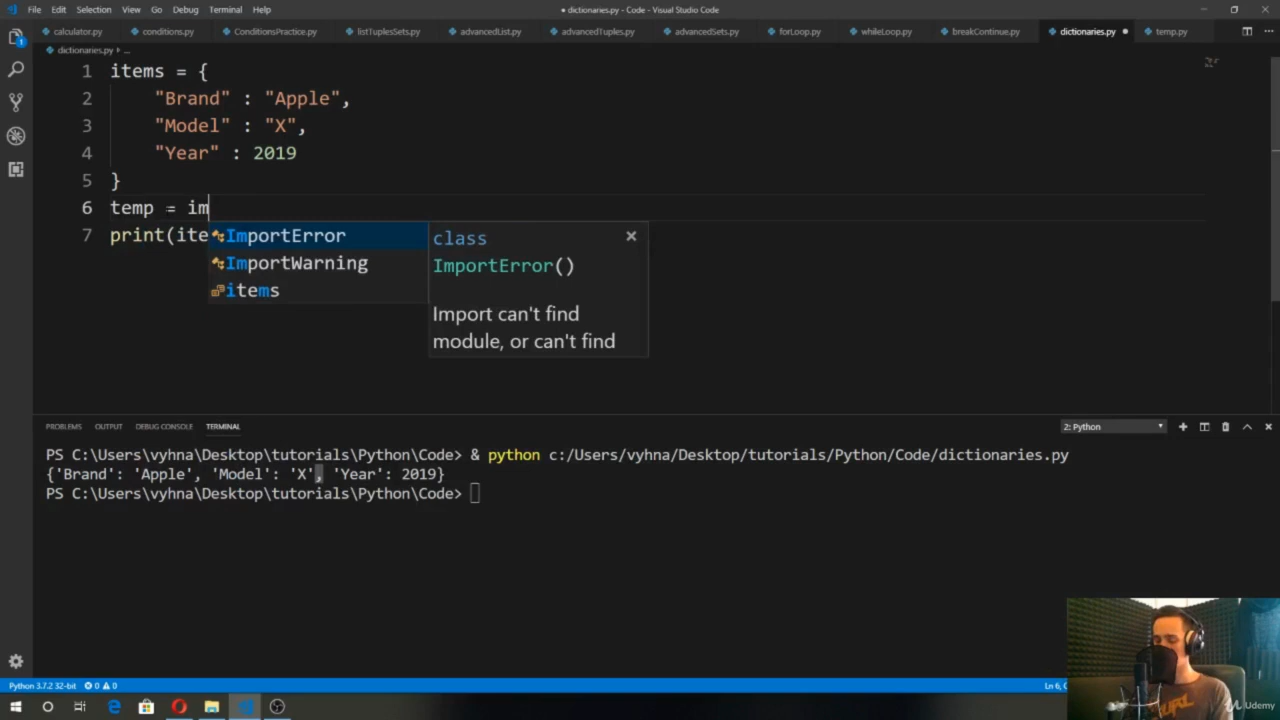 File Edit Selection View Go Debug Terminal Help
● dictionaries.py - Code - Visual Studio Code
calculator.py conditions.py ConditionsPractice.py listTuplesSets.py advancedList.py advancedTuples.py advancedSets.py forLoop.py whileLoop.py breakContinue.py dictionaries.py ● temp.py
dictionaries.py > ...
1 items = {
2 "Brand" : "Apple",
3 "Model" : "X",
4 "Year" : 2019
5 }
6 temp = im
7 print(ite
ImportError
ImportWarning
items
class
ImportError()
Import can't find
module, or can't find
PROBLEMS OUTPUT DEBUG CONSOLE TERMINAL 2: Python
PS C:\Users\vyhna\Desktop\tutorials\Python\Code> & python c:/Users/vyhna/Desktop/tutorials/Python/Code/dictionaries.py
{'Brand': 'Apple', 'Model': 'X', 'Year': 2019}
PS C:\Users\vyhna\Desktop\tutorials\Python\Code>
1
Python 3.7.2 32-bit 0 0
Udemy